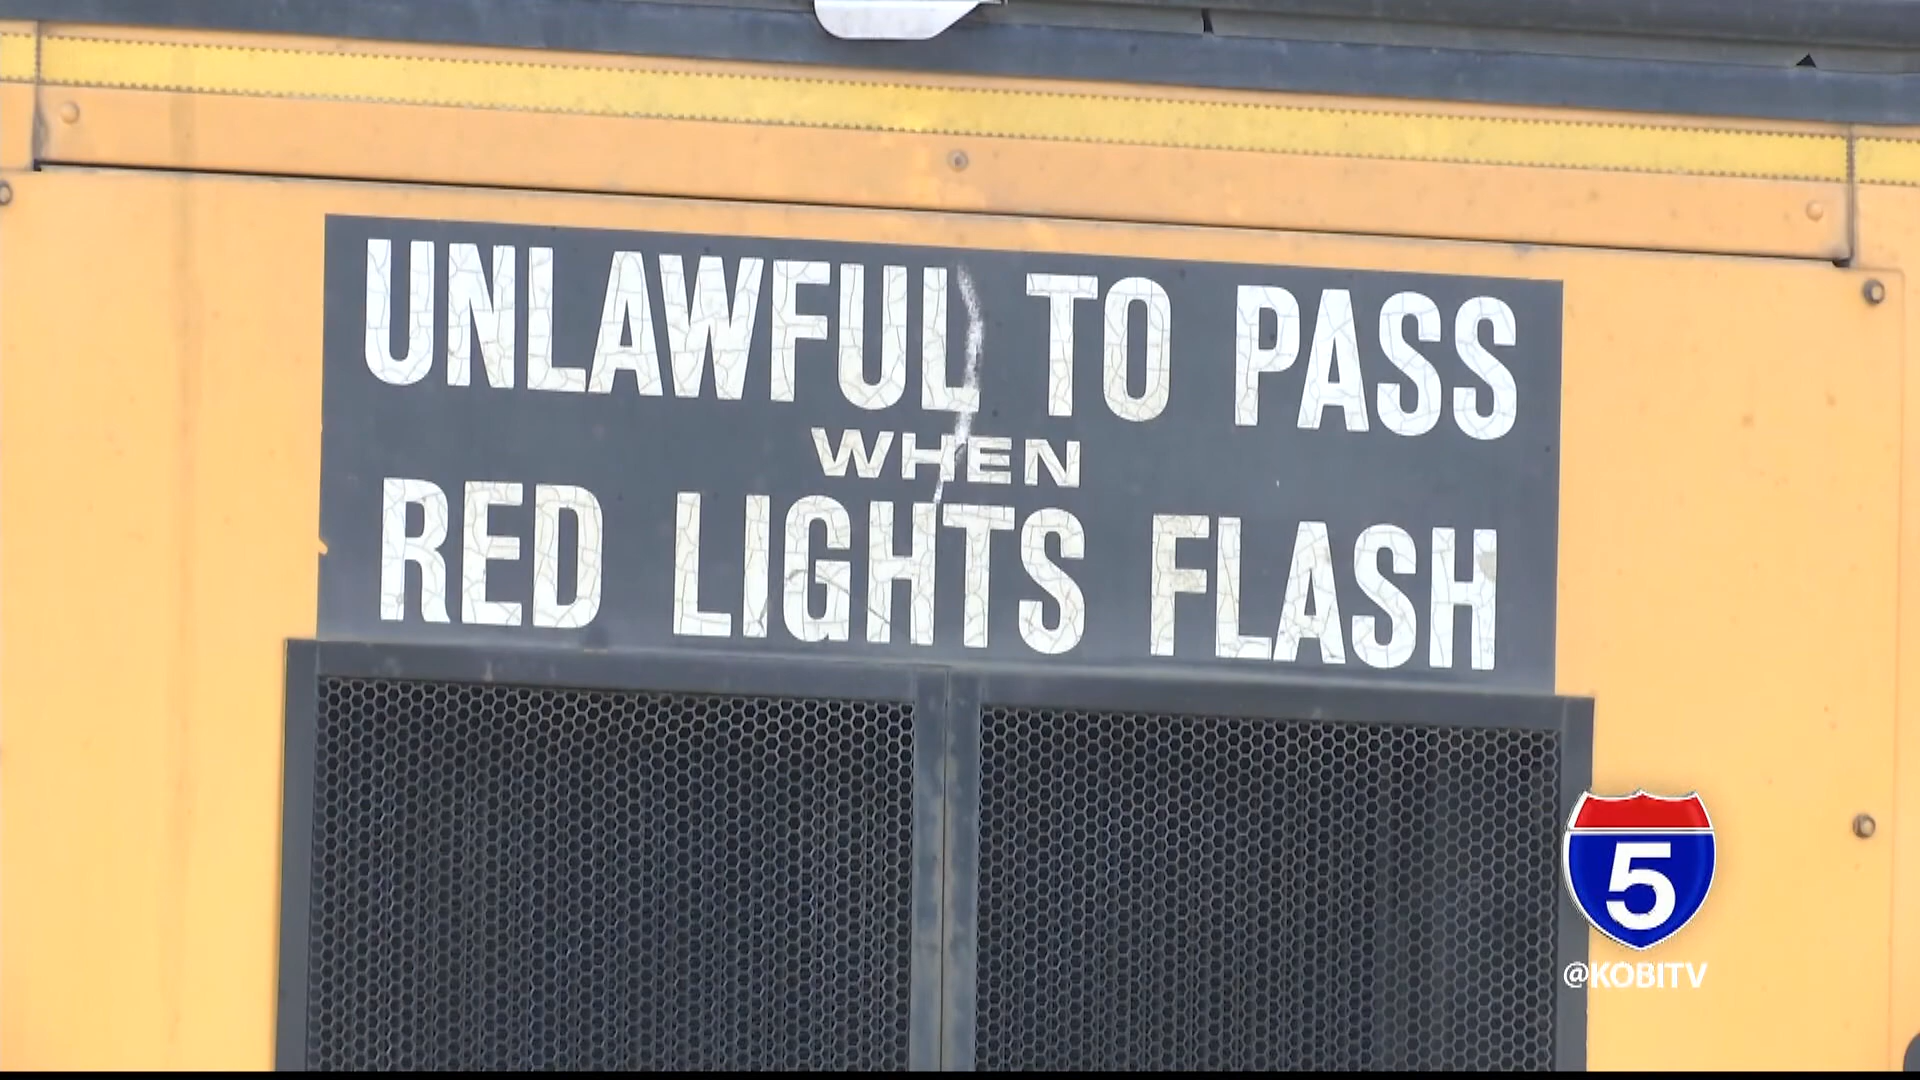 UNLAWFUL TO PASS
WHEN
RED LIGHTS FLASH
5
@KOBITV